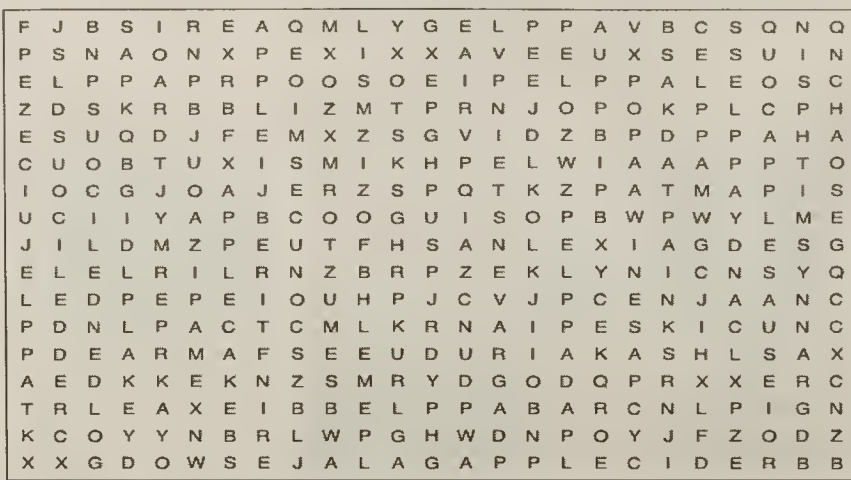 F J B S I R E A Q M L Y G E L P P A V B C S Q N Q
P S N A O N X P E X I X X A V E E U X S E S U I N
E L P P A P R P O O S O E I P E L P P A L E O S C
Z D S K R B B L I Z M T P R N J O P O K P L C P H
E S U Q D J F E M X Z S G V I D Z B P D P P A H A
C U O B T U X I S M I K H P E L W I A A A P P T O
I O C G J O A J E R Z S P Q T K Z P A T M A P I S
U C I I Y A P B C O O G U I S O P B W P W Y L M E
J I L D M Z P E U T F H S A N L E X I A G D E S G
E L E L R I L R N Z B R P Z E K L Y N I C N S Y Q
L E D P E P E I O U H P J C V J P C E N J A A N C
P D N L P A C T C M L K R N A I P E S K I C U N C
P D E A R M A F S E E U D U R I A K A S H L S A X
A E D K K E K N Z S M R Y D G O D Q P R X X E R C
T R L E A X E I B B E L P P A B A R C N L P I G N
K C O Y Y N B R L W P G H W D N P O Y J F Z O D Z
X X G D O W S E J A L A G A P P L E C I D E R B B